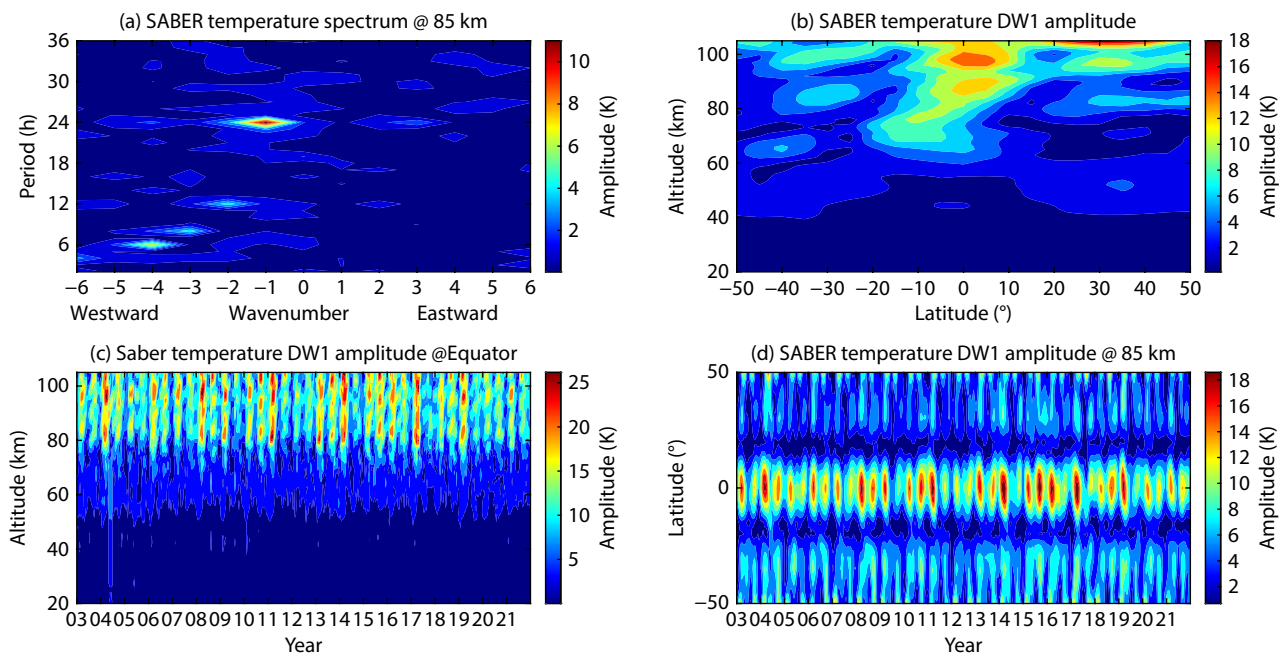 (a) SABER temperature spectrum @ 85 km
36
30
24
18
12
6
Period (h)
−6 −5 −4 −3 −2 −1 0 1 2 3 4 5 6
Westward Wavenumber Eastward
10
8
6
4
2
Amplitude (K)
(b) SABER temperature DW1 amplitude
100
80
60
40
20
Altitude (km)
−50 −40 −30 −20 −10 0 10 20 30 40 50
Latitude (°)
18
16
14
12
10
8
6
4
2
Amplitude (K)
(c) Saber temperature DW1 amplitude @Equator
100
80
60
40
20
Altitude (km)
03 04 05 06 07 08 09 10 11 12 13 14 15 16 17 18 19 20 21
Year
25
20
15
10
5
Amplitude (K)
(d) SABER temperature DW1 amplitude @ 85 km
50
0
−50
Latitude (°)
03 04 05 06 07 08 09 10 11 12 13 14 15 16 17 18 19 20 21
Year
18
16
14
12
10
8
6
4
2
Amplitude (K)